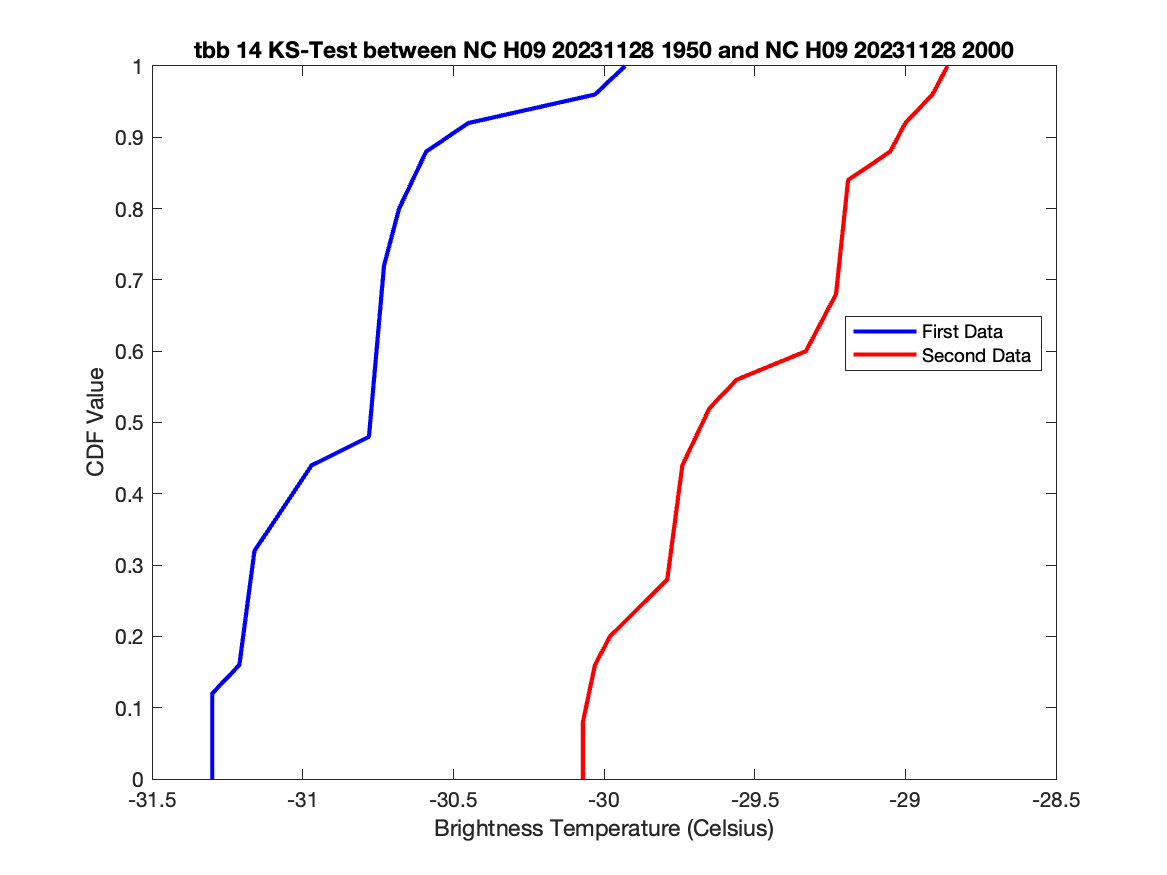 tbb 14 KS-Test between NC H09 20231128 1950 and NC H09 20231128 2000
1
0.9
0.8
0.7
0.6
0.5
0.4
0.3
0.2
0.1
0
CDF Value
First Data
Second Data
-31.5 -31 -30.5 -30 -29.5 -29 -28.5
Brightness Temperature (Celsius)